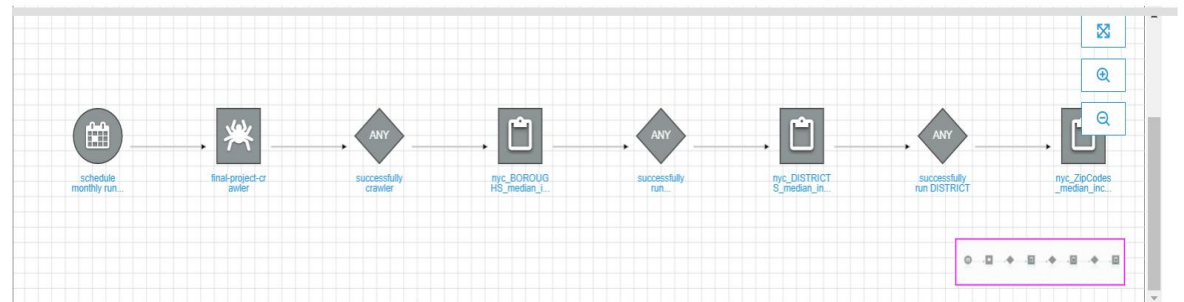 ANY
ANY
ANY
schedule
monthly run...
final-project-cr
awler
successfully
crawler
nyc_BOROUG
HS_median_i...
successfully
run...
nyc_DISTRICT
S_median_in...
successfully
run DISTRICT
nyc_ZipCodes
_median_inc...